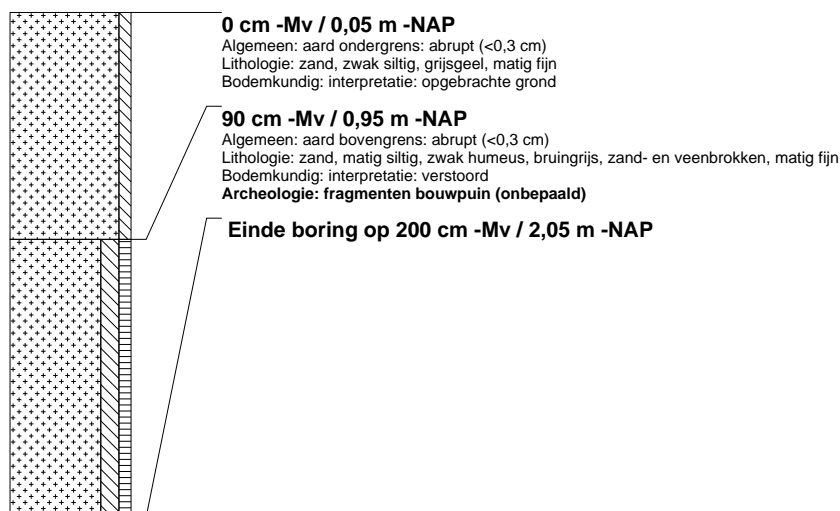 0 cm -Mv / 0,05 m -NAP
Algemeen: aard ondergrens: abrupt (<0,3 cm)
Lithologie: zand, zwak siltig, grijsgeel, matig fijn
Bodemkundig: interpretatie: opgebrachte grond
90 cm -Mv / 0,95 m -NAP
Algemeen: aard bovengrens: abrupt (<0,3 cm)
Lithologie: zand, matig siltig, zwak humeus, bruingrijs, zand- en veenbrokken, matig fijn
Bodemkundig: interpretatie: verstoord
Archeologie: fragmenten bouwpuin (onbepaald)
Einde boring op 200 cm -Mv / 2,05 m -NAP